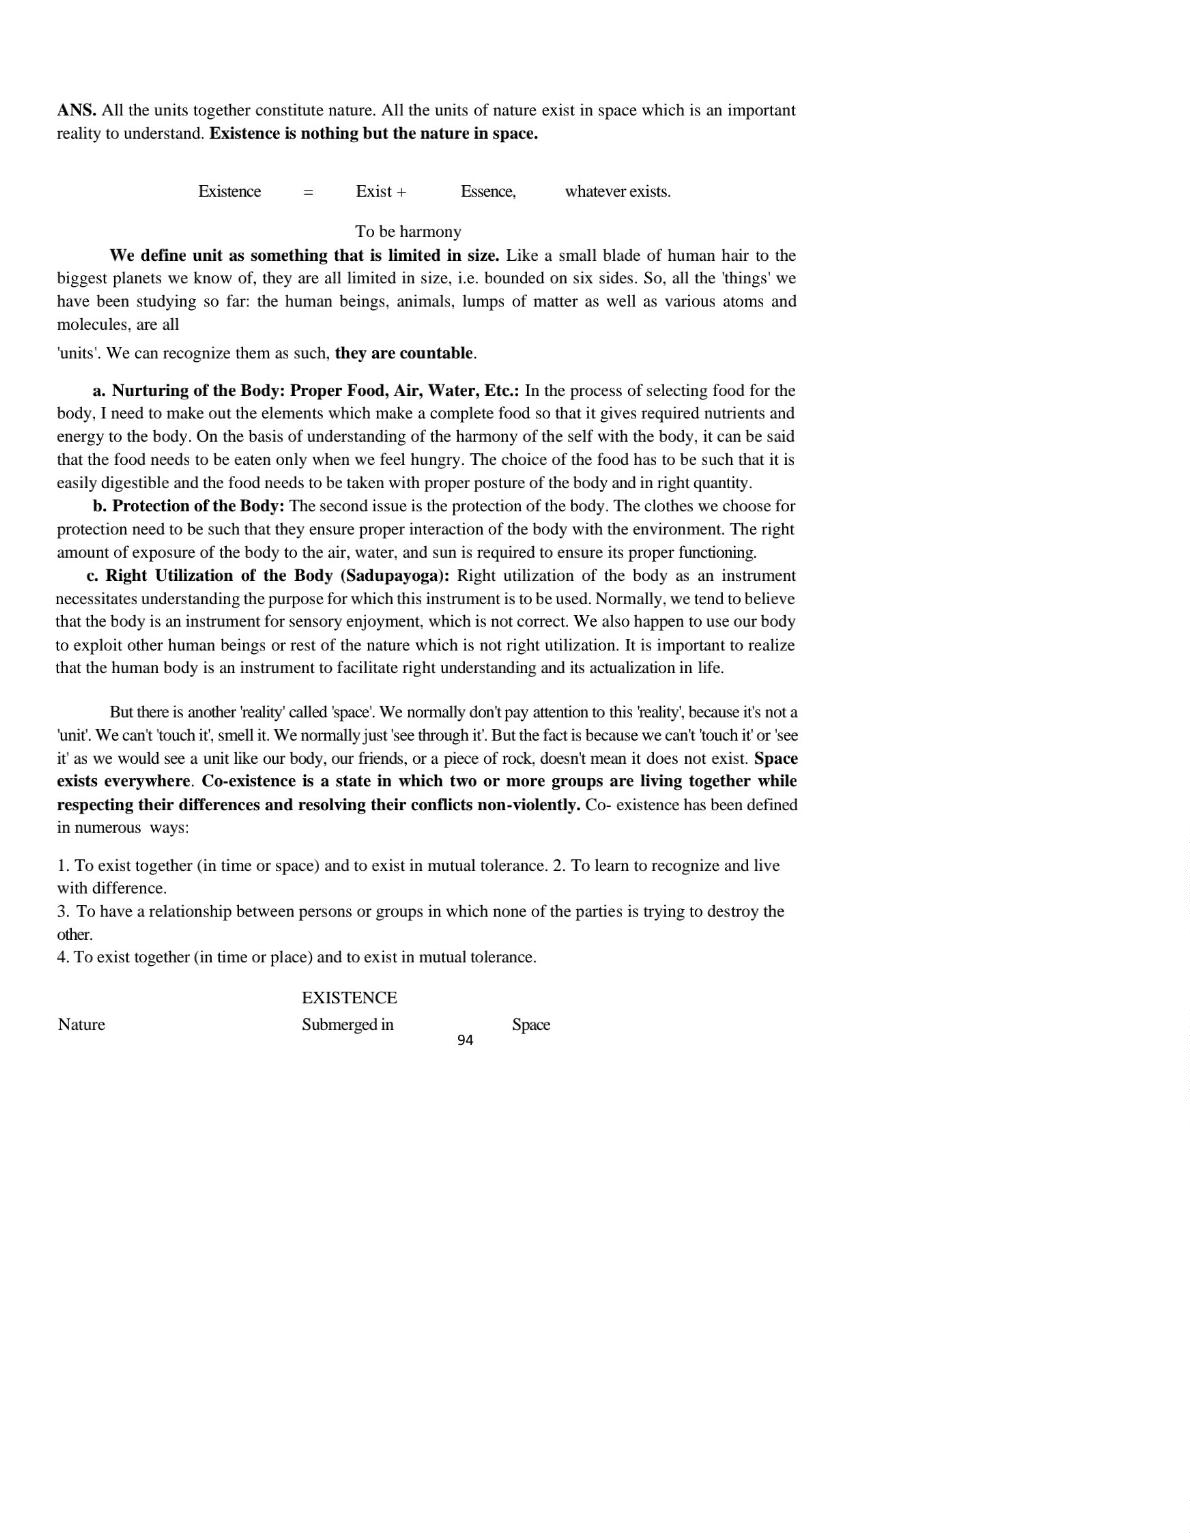 ANS. All the units together constitute nature. All the units of nature exist in space which is an important
reality to understand. Existence is nothing but the nature in space.
Existence = Exist + Essence, whatever exists.
To be harmony
We define unit as something that is limited in size. Like a small blade of human hair to the
biggest planets we know of, they are all limited in size, i.e. bounded on six sides. So, all the 'things' we
have been studying so far: the human beings, animals, lumps of matter as well as various atoms and
molecules, are all
'units'. We can recognize them as such, they are countable.
a. Nurturing of the Body: Proper Food, Air, Water, Etc.: In the process of selecting food for the
body, I need to make out the elements which make a complete food so that it gives required nutrients and
energy to the body. On the basis of understanding of the harmony of the self with the body, it can be said
that the food needs to be eaten only when we feel hungry. The choice of the food has to be such that it is
easily digestible and the food needs to be taken with proper posture of the body and in right quantity.
b. Protection of the Body: The second issue is the protection of the body. The clothes we choose for
protection need to be such that they ensure proper interaction of the body with the environment. The right
amount of exposure of the body to the air, water, and sun is required to ensure its proper functioning.
c. Right Utilization of the Body (Sadupayoga): Right utilization of the body as an instrument
necessitates understanding the purpose for which this instrument is to be used. Normally, we tend to believe
that the body is an instrument for sensory enjoyment, which is not correct. We also happen to use our body
to exploit other human beings or rest of the nature which is not right utilization. It is important to realize
that the human body is an instrument to facilitate right understanding and its actualization in life.
But there is another 'reality' called 'space'. We normally don't pay attention to this 'reality', because it's not a
'unit'. We can't 'touch it', smell it. We normally just 'see through it'. But the fact is because we can't 'touch it' or 'see
it' as we would see a unit like our body, our friends, or a piece of rock, doesn't mean it does not exist. Space
exists everywhere. Co-existence is a state in which two or more groups are living together while
respecting their differences and resolving their conflicts non-violently. Co- existence has been defined
in numerous ways:
1. To exist together (in time or space) and to exist in mutual tolerance. 2. To learn to recognize and live
with difference.
3. To have a relationship between persons or groups in which none of the parties is trying to destroy the
other.
4. To exist together (in time or place) and to exist in mutual tolerance.
EXISTENCE
Nature Submerged in Space
94